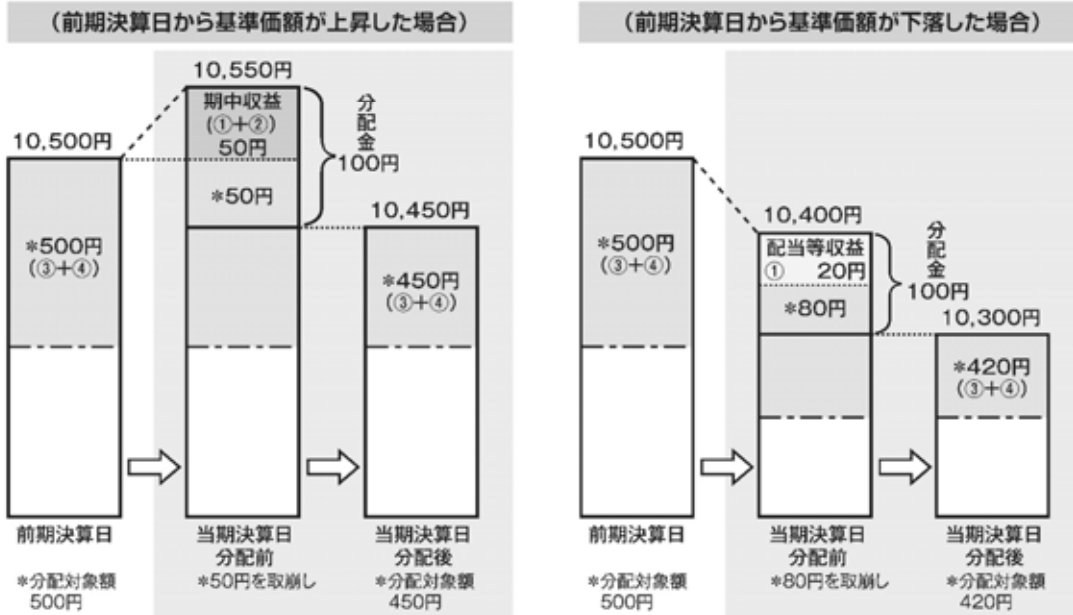 (前期決算日から基準価額が上昇した場合)
10,550円
期中収益
(①+②)
50円
分配金
100円
10,500円
*50円
10,450円
*500円
(③+④)
*450円
(③+④)
前期決算日
当期決算日
分配前
当期決算日
分配後
*分配対象額
500円
*50円を取崩し
*分配対象額
450円
(前期決算日から基準価額が下落した場合)
10,500円
10,400円
配当等収益
① 20円
分配金
100円
*500円
(③+④)
*80円
10,300円
*420円
(③+④)
前期決算日
当期決算日
分配前
当期決算日
分配後
*分配対象額
500円
*80円を取崩し
*分配対象額
420円